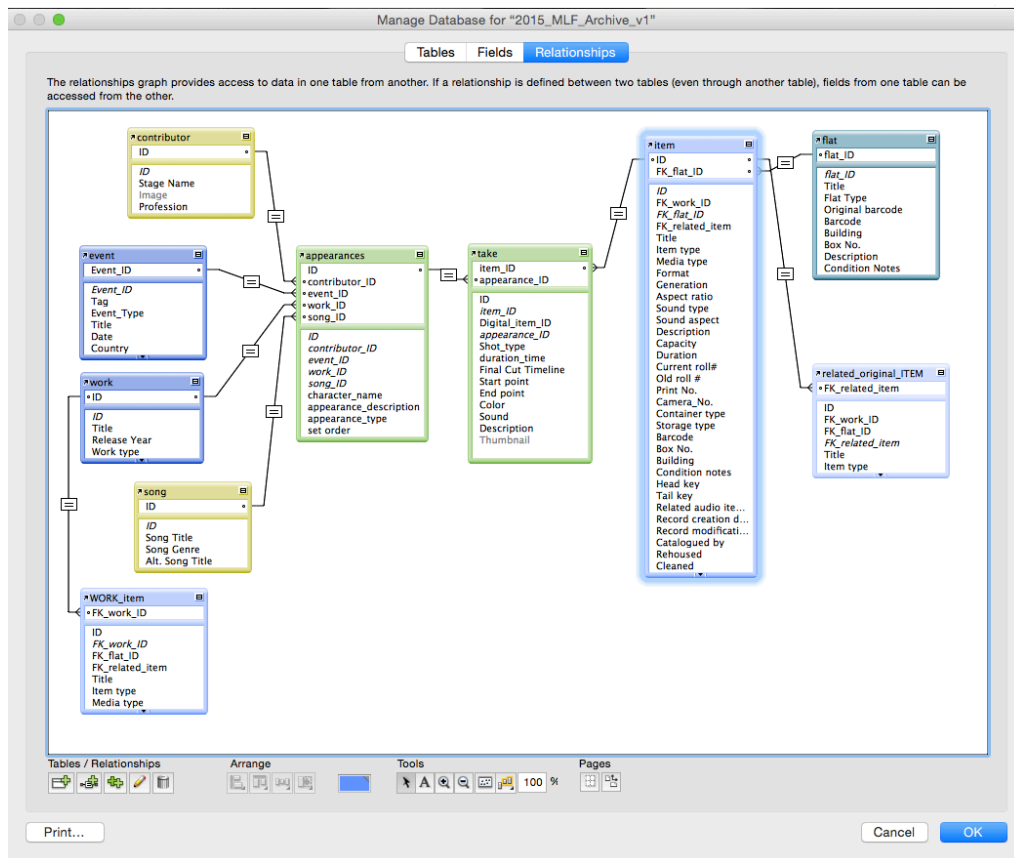 Manage Database for "2015_MLF_Archive_v1"
Tables
Fields
Relationships
The relationships graph provides access to data in one table from another. If a relationship is defined between two tables (even through another table), fields from one table can be
accessed from the other.
contributor
ID
ID
Stage Name
Image
Profession
event
Event_ID
Event_ID
Tag
Event_Type
Title
Date
Country
work
ID
ID
Title
Release Year
Work type
song
ID
ID
Song Title
Song Genre
Alt. Song Title
WORK_item
FK_work_ID
ID
FK_work_ID
FK_flat_ID
FK_related_item
Title
Item type
Media type
appearances
ID
contributor_ID
event_ID
work_ID
song_ID
ID
contributor_ID
event_ID
work_ID
song_ID
character_name
appearance_description
appearance_type
set order
take
item_ID
appearance_ID
ID
item_ID
Digital_item_ID
appearance_ID
Shot_type
duration_time
Final Cut Timeline
Start point
End point
Color
Sound
Description
Thumbnail
item
ID
FK_flat_ID
ID
FK_work_ID
FK_flat_ID
FK_related_item
Title
Item type
Media type
Format
Generation
Aspect ratio
Sound type
Sound aspect
Description
Capacity
Duration
Current roll#
Old roll #
Print No.
Camera_No.
Container type
Storage type
Barcode
Box No.
Building
Condition notes
Head key
Tail key
Related audio ite...
Record creation d...
Record modificati...
Catalogued by
Rehoused
Cleaned
flat
flat_ID
flat_ID
Title
Flat Type
Original barcode
Barcode
Building
Box No.
Description
Condition Notes
related_original_ITEM
FK_related_item
ID
FK_work_ID
FK_flat_ID
FK_related_item
Title
Item type
Tables / Relationships
Arrange
Tools
Pages
A
100 %
Print...
Cancel
OK